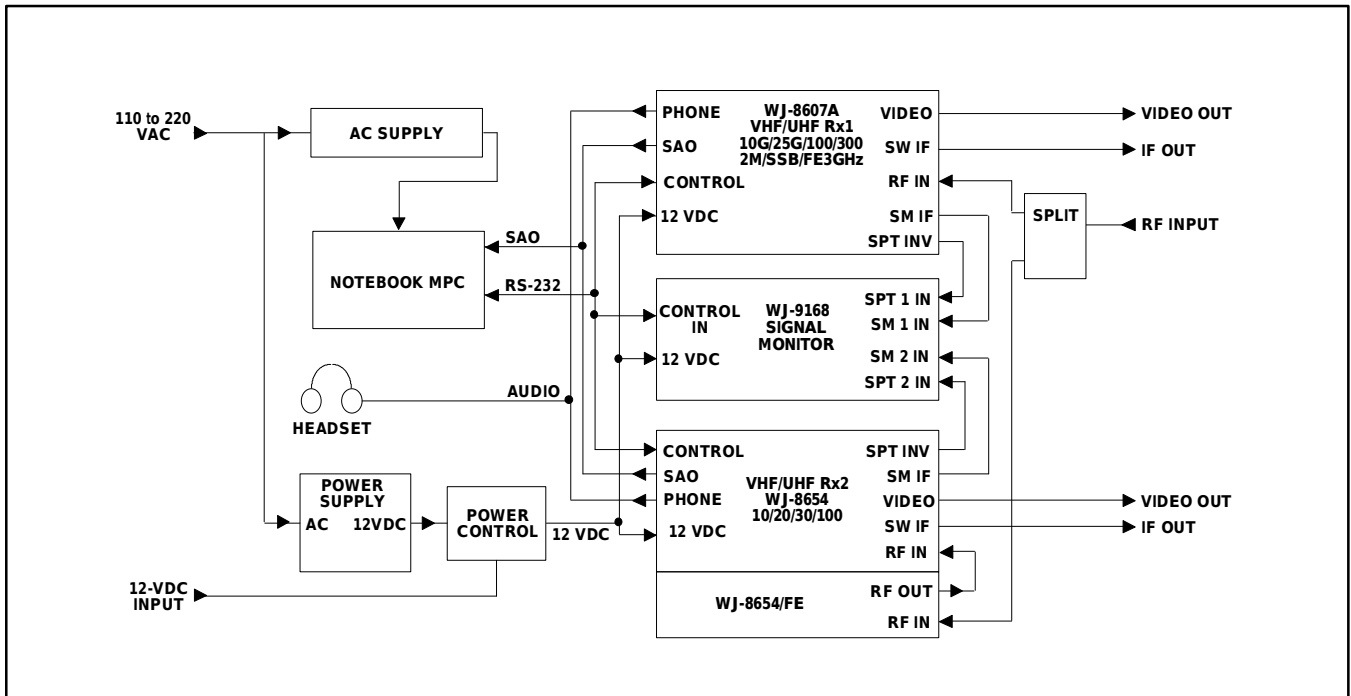 110 to 220
VAC
AC SUPPLY
NOTEBOOK MPC
SAO
RS-232
HEADSET
AUDIO
POWER
SUPPLY
AC 12VDC
POWER
CONTROL
12 VDC
12-VDC
INPUT
PHONE
SAO
CONTROL
12 VDC
WJ-8607A
VHF/UHF Rx1
10G/25G/100/300
2M/SSB/FE3GHz
VIDEO
SW IF
RF IN
SM IF
SPT INV
VIDEO OUT
IF OUT
SPLIT
RF INPUT
CONTROL
IN
12 VDC
WJ-9168
SIGNAL
MONITOR
SPT 1 IN
SM 1 IN
SM 2 IN
SPT 2 IN
CONTROL
SAO
PHONE
12 VDC
VHF/UHF Rx2
WJ-8654
10/20/30/100
SPT INV
SM IF
VIDEO
SW IF
RF IN
VIDEO OUT
IF OUT
WJ-8654/FE
RF OUT
RF IN